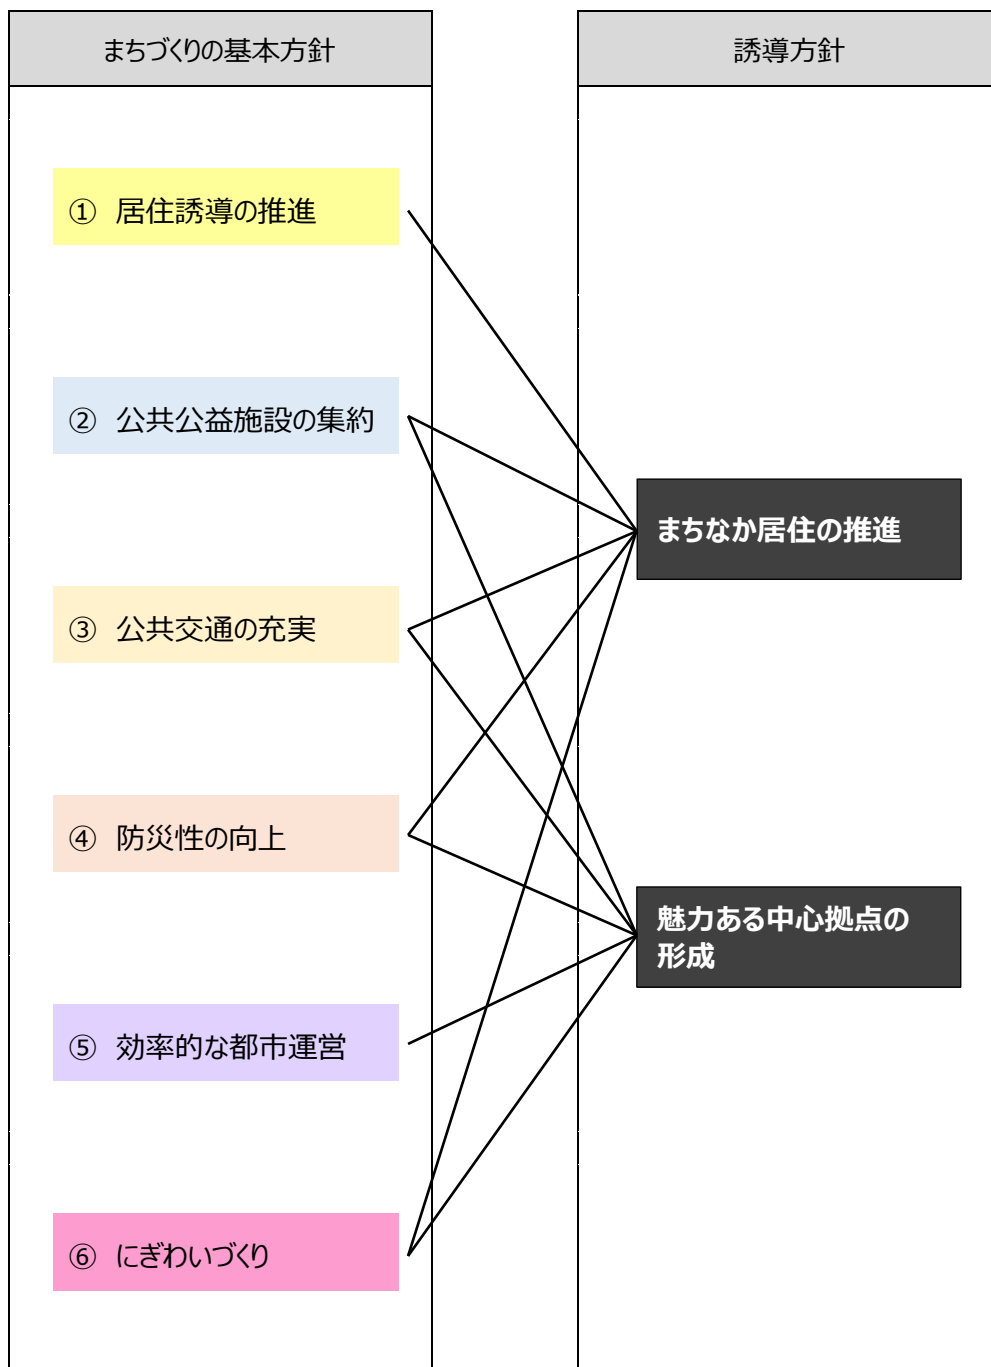 まちづくりの基本方針
誘導方針
① 居住誘導の推進
② 公共公益施設の集約
③ 公共交通の充実
④ 防災性の向上
⑤ 効率的な都市運営
⑥ にぎわいづくり
まちなか居住の推進
魅力ある中心拠点の
形成